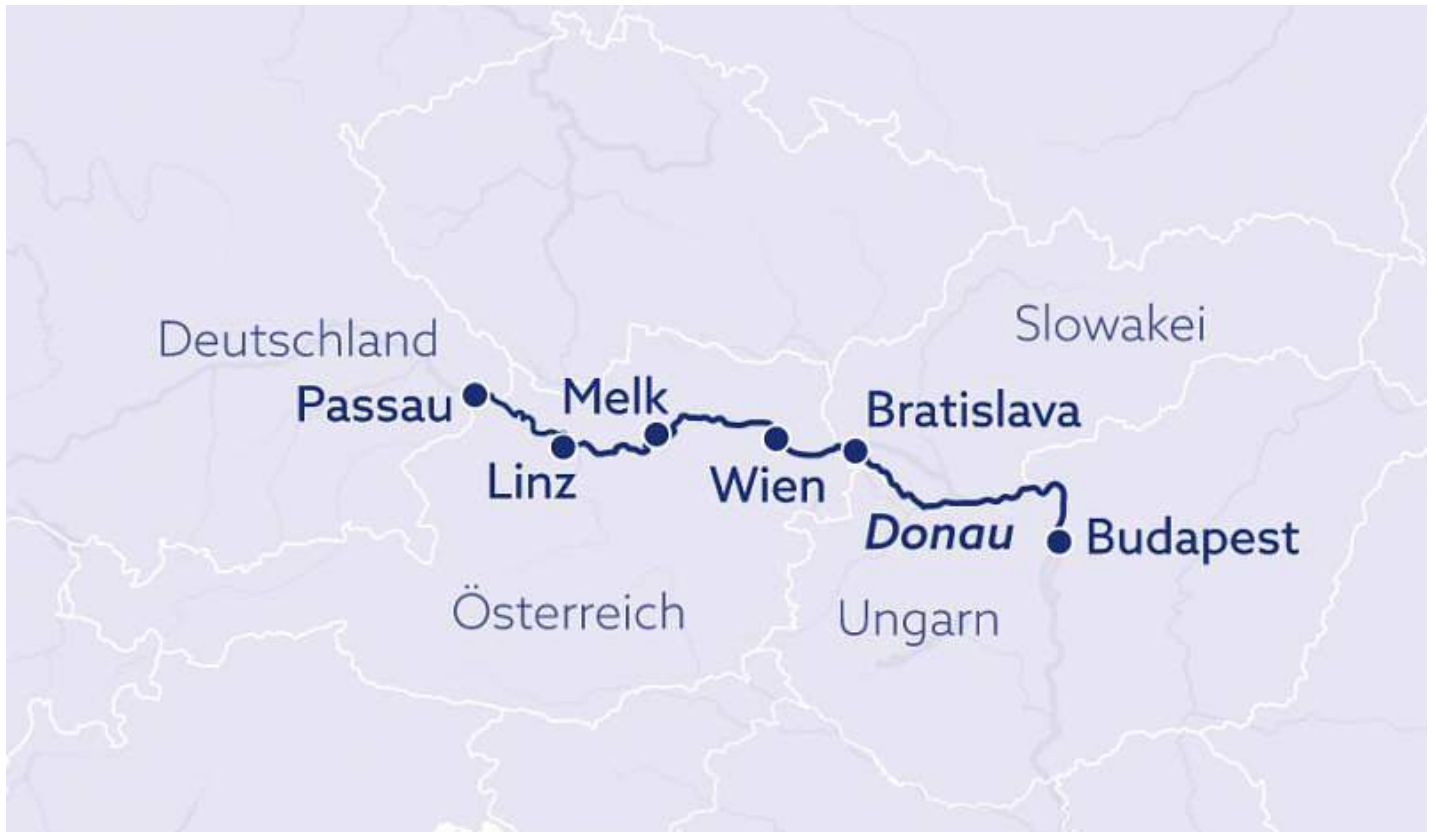 Slowakei
Deutschland
Passau
Melk
Bratislava
Linz
Wien
Donau
Budapest
Österreich
Ungarn